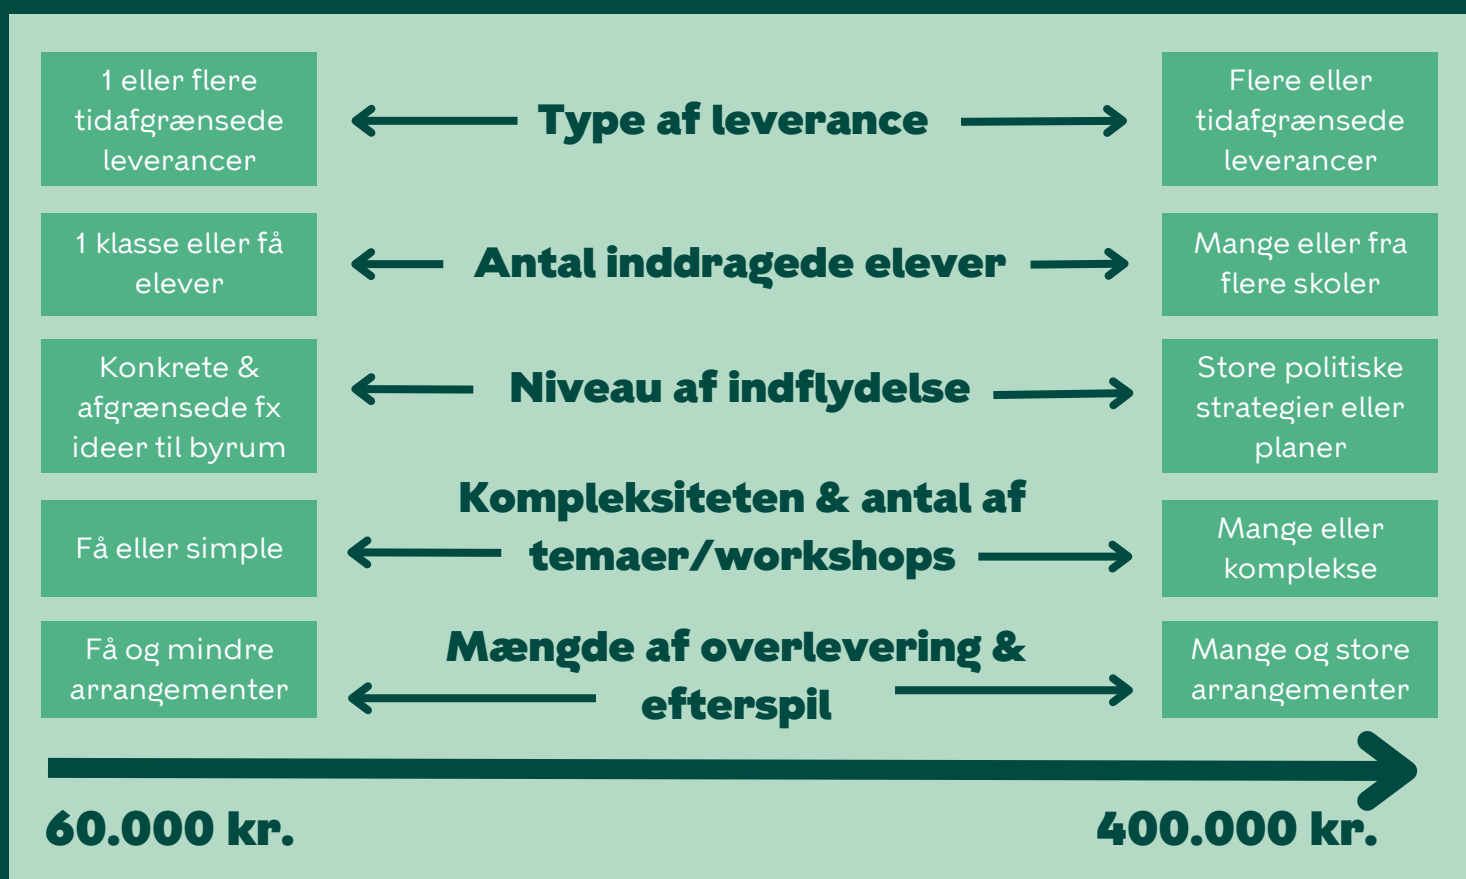 1 eller flere
tidafgrænsede
leverancer
Type af leverance
Flere eller
tidafgrænsede
leverancer
1 klasse eller få
elever
Antal inddragede elever
Mange eller fra
flere skoler
Konkrete &
afgrænsede fx
ideer til byrum
Niveau af indflydelse
Store politiske
strategier eller
planer
Få eller simple
Kompleksiteten & antal af
temaer/workshops
Mange eller
komplekse
Få og mindre
arrangementer
Mængde af overlevering &
efterspil
Mange og store
arrangementer
60.000 kr.
400.000 kr.